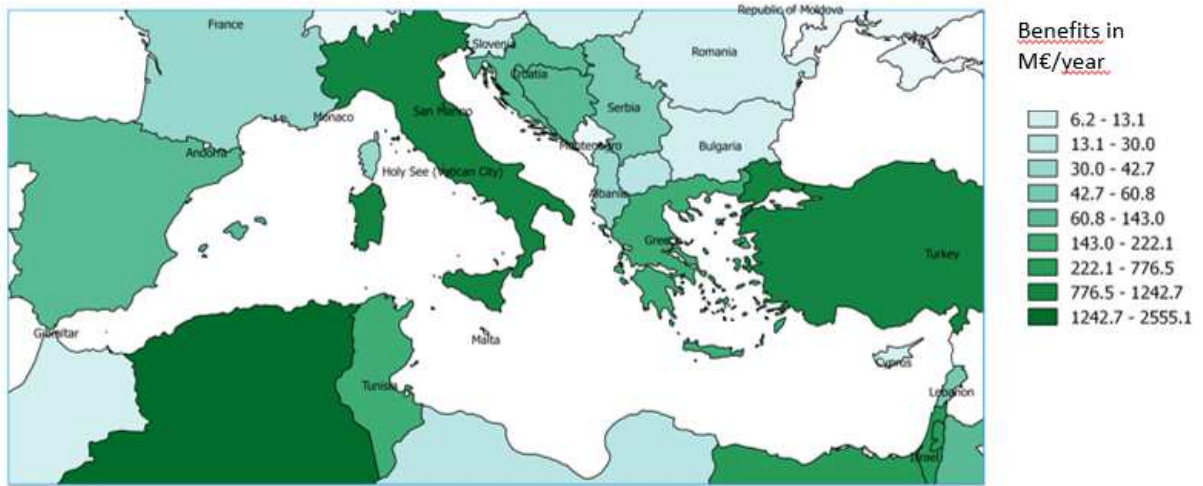 Republic of Moldova
France
Slovenia
Romania
Croatia
Serbia
San Marino
Monaco
Montenegro
Bulgaria
Andorra
Holy See (Vatican City)
Albania
Greece
Turkey
Gibraltar
Malta
Cyprus
Tunisia
Lebanon
Israel
Benefits in
M€/year
6.2 - 13.1
13.1 - 30.0
30.0 - 42.7
42.7 - 60.8
60.8 - 143.0
143.0 - 222.1
222.1 - 776.5
776.5 - 1242.7
1242.7 - 2555.1